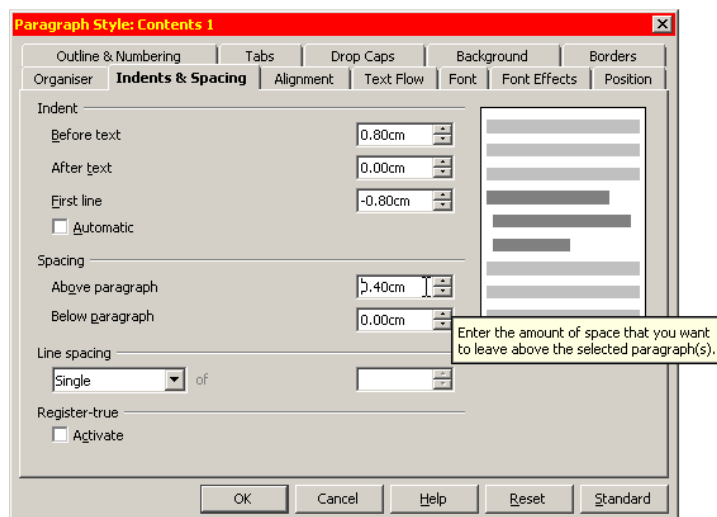 Paragraph Style: Contents 1
Outline & Numbering Tabs Drop Caps Background Borders
Organiser Indents & Spacing Alignment Text Flow Font Font Effects Position
Indent
Before text 0.80cm
After text 0.00cm
First line -0.80cm
Automatic
Spacing
Above paragraph 0.40cm
Below paragraph 0.00cm
Enter the amount of space that you want
to leave above the selected paragraph(s).
Line spacing
Single of
Register-true
Activate
OK Cancel Help Reset Standard